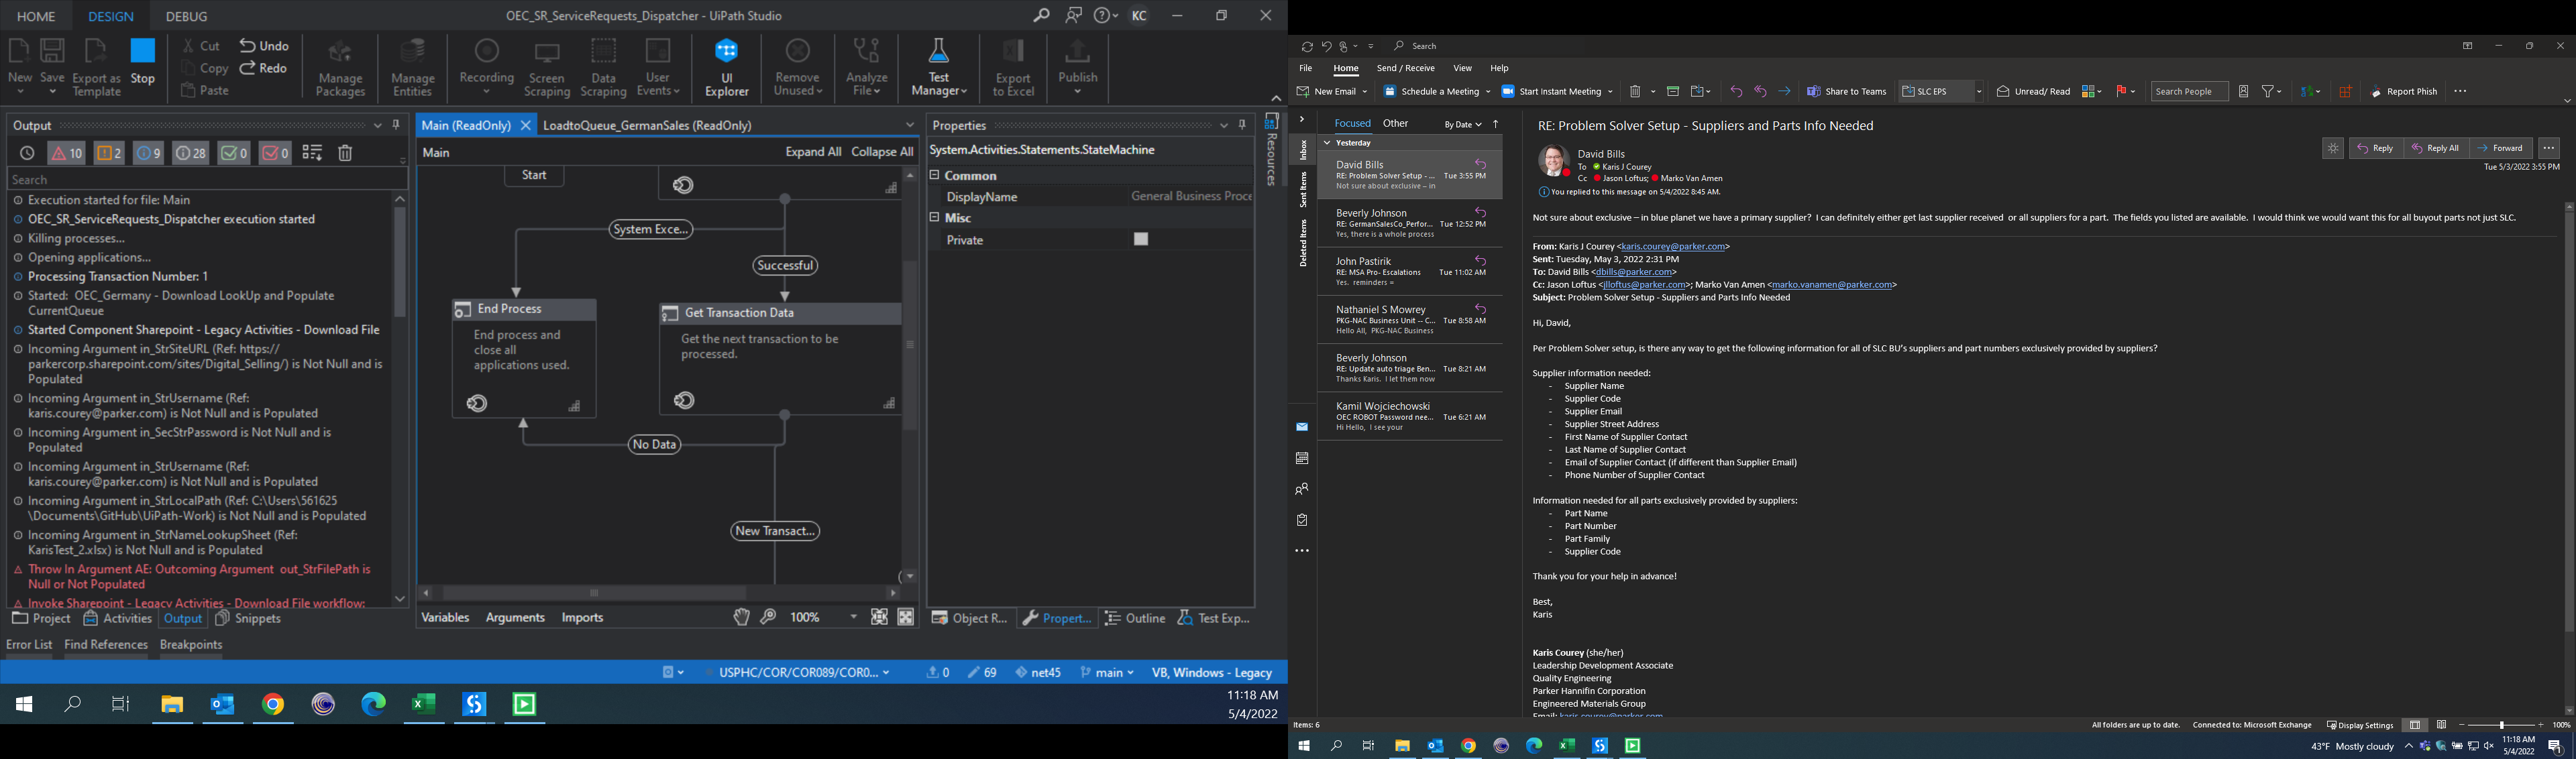 HOME DESIGN DEBUG
OEC_SR_ServiceRequests_Dispatcher - UiPath Studio
KC
New
Save
Export as Template
Stop
Cut
Copy
Paste
Undo
Redo
Manage Packages
Manage Entities
Recording
Screen Scraping
Data Scraping
User Events
UI Explorer
Remove Unused
Analyze File
Test Manager
Export to Excel
Publish
Output
10 2 9 28 0 0
Search
Execution started for file: Main
OEC_SR_ServiceRequests_Dispatcher execution started
Killing processes...
Opening applications...
Processing Transaction Number: 1
Started:  OEC_Germany - Download LookUp and Populate
CurrentQueue
Started Component Sharepoint - Legacy Activities - Download File
Incoming Argument in_StrSiteURL (Ref: https://
parkercorp.sharepoint.com/sites/Digital_Selling/) is Not Null and is
Populated
Incoming Argument in_StrUsername (Ref:
karis.courey@parker.com) is Not Null and is Populated
Incoming Argument in_SecStrPassword is Not Null and is
Populated
Incoming Argument in_StrUsername (Ref:
karis.courey@parker.com) is Not Null and is Populated
Incoming Argument in_StrLocalPath (Ref: C:\Users\561625
\Documents\GitHub\UiPath-Work) is Not Null and is Populated
Incoming Argument in_StrNameLookupSheet (Ref:
KarisTest_2.xlsx) is Not Null and is Populated
Throw In Argument AE: Outcoming Argument  out_StrFilePath is
Null or Not Populated
Invoke Sharepoint - Legacy Activities - Download File workflow:
Project Activities Output Snippets
Error List Find References Breakpoints
Main (ReadOnly) LoadtoQueue_GermanSales (ReadOnly)
Main Expand All Collapse All
Start
System Exce...
Successful
End Process
End process and
close all
applications used.
Get Transaction Data
Get the next transaction to be
processed.
No Data
New Transact...
Variables Arguments Imports 100%
Properties
System.Activities.Statements.StateMachine
Common
DisplayName General Business Proce
Misc
Private
Resources
Object R... Propert... Outline Test Exp...
USPHC/COR/COR089/COR0... 0 69 net45 main VB, Windows - Legacy
11:18 AM
5/4/2022
Search
File Home Send / Receive View Help
New Email Schedule a Meeting Start Instant Meeting Share to Teams SLC EPS Unread/ Read Search People Report Phish
Inbox
Sent Items
Deleted Items
Focused Other By Date
Yesterday
David Bills
RE: Problem Solver Setup - ... Tue 3:55 PM
Not sure about exclusive – in
Beverly Johnson
RE: GermanSalesCo_Perfor... Tue 12:52 PM
Yes, there is a whole process
John Pastirik
RE: MSA Pro- Escalations Tue 11:02 AM
Yes.  reminders =
Nathaniel S Mowrey
PKG-NAC Business Unit -- C... Tue 8:58 AM
Hello All,  PKG-NAC Business
Beverly Johnson
RE: Update auto triage Ben... Tue 8:21 AM
Thanks Karis.  I let them now
Kamil Wojciechowski
OEC ROBOT Password nee... Tue 6:21 AM
Hi Hello,  I see your
RE: Problem Solver Setup - Suppliers and Parts Info Needed
David Bills
To Karis J Courey
Cc Jason Loftus; Marko Van Amen
Reply Reply All Forward
Tue 5/3/2022 3:55 PM
You replied to this message on 5/4/2022 8:45 AM.
Not sure about exclusive – in blue planet we have a primary supplier?  I can definitely either get last supplier received  or all suppliers for a part.  The fields you listed are available.  I would think we would want this for all buyout parts not just SLC.
From: Karis J Courey <karis.courey@parker.com>
Sent: Tuesday, May 3, 2022 2:31 PM
To: David Bills <dbills@parker.com>
Cc: Jason Loftus <jlloftus@parker.com>; Marko Van Amen <marko.vanamen@parker.com>
Subject: Problem Solver Setup - Suppliers and Parts Info Needed
Hi, David,
Per Problem Solver setup, is there any way to get the following information for all of SLC BU's suppliers and part numbers exclusively provided by suppliers?
Supplier information needed:
- Supplier Name
- Supplier Code
- Supplier Email
- Supplier Street Address
- First Name of Supplier Contact
- Last Name of Supplier Contact
- Email of Supplier Contact (if different than Supplier Email)
- Phone Number of Supplier Contact
Information needed for all parts exclusively provided by suppliers:
- Part Name
- Part Number
- Part Family
- Supplier Code
Thank you for your help in advance!
Best,
Karis
Karis Courey (she/her)
Leadership Development Associate
Quality Engineering
Parker Hannifin Corporation
Engineered Materials Group
Email: karis.courey@parker.com
Items: 6 All folders are up to date. Connected to: Microsoft Exchange Display Settings 100%
43°F Mostly cloudy
11:18 AM
5/4/2022
1